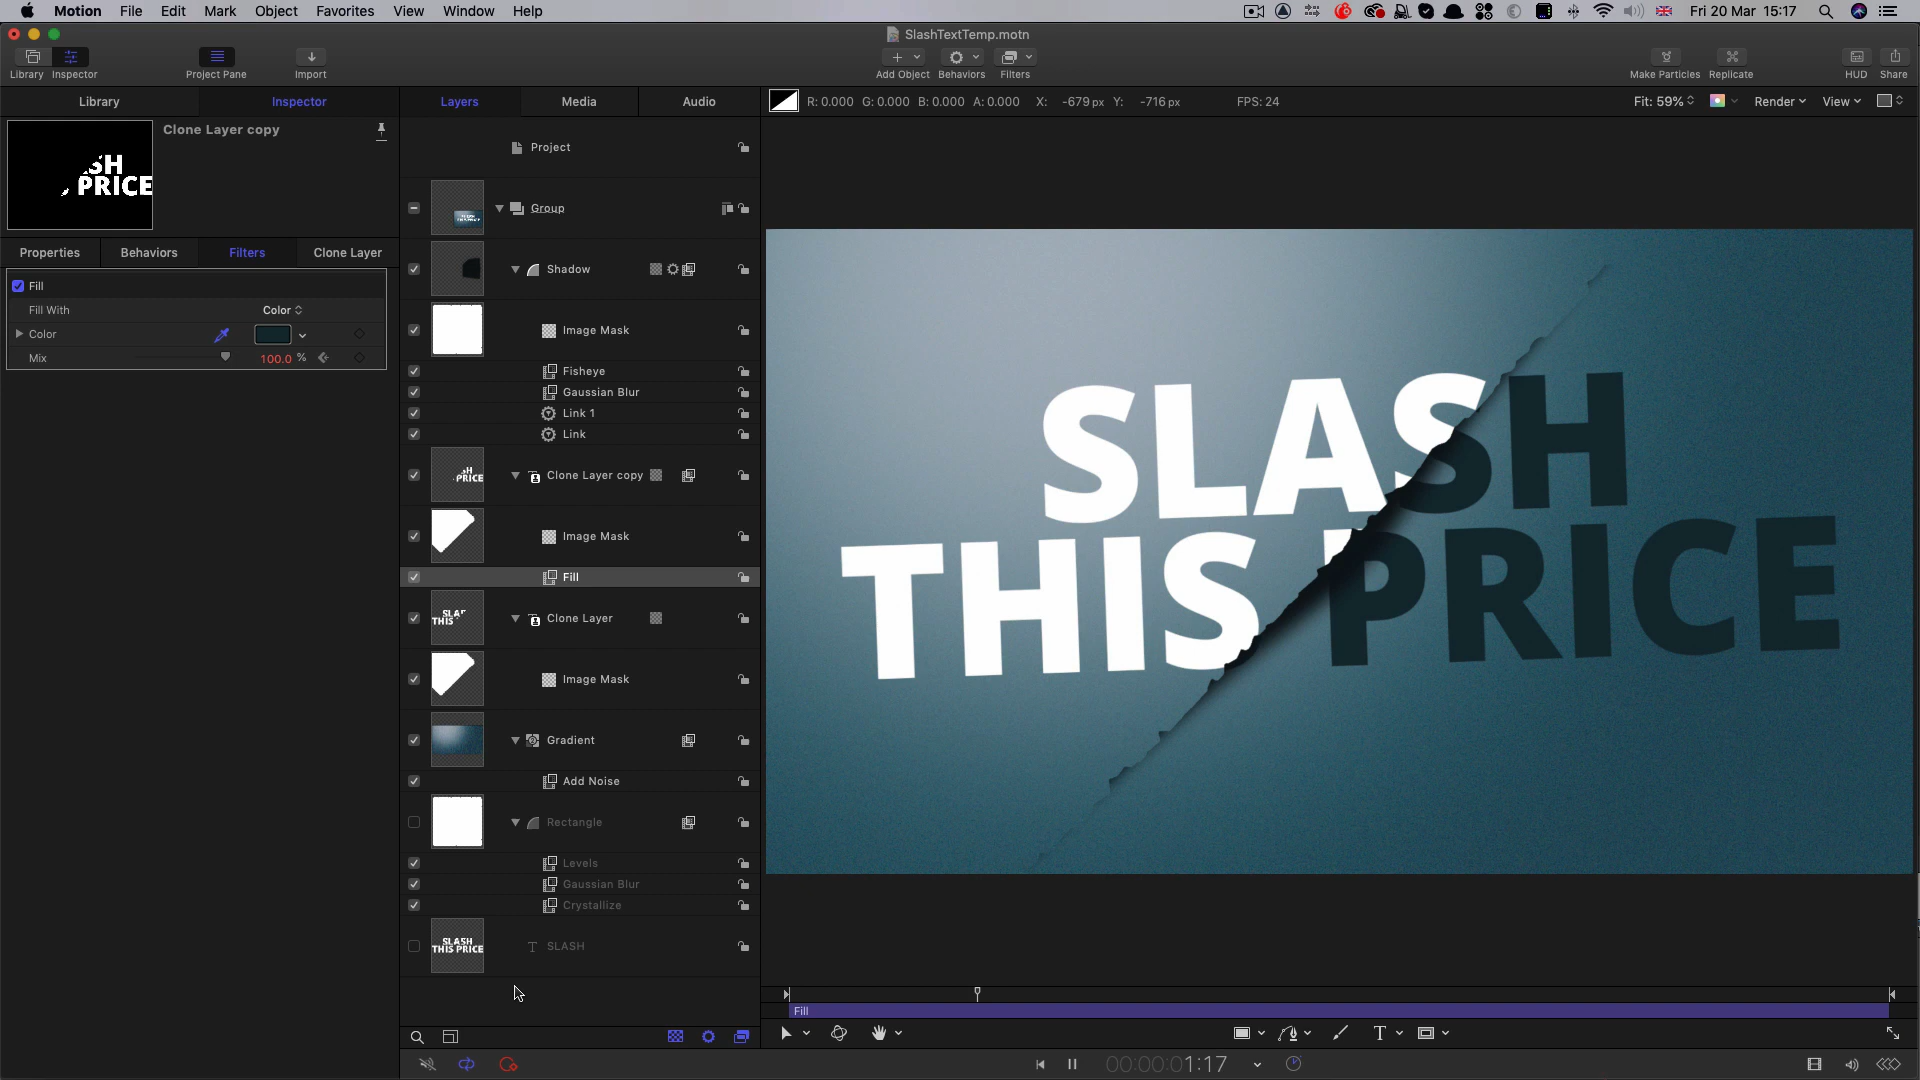 Motion File Edit Mark Object Favorites View Window Help Fri 20 Mar 15:17
SlashTextTemp.motn
Library Inspector Project Pane Import Add Object Behaviors Filters Make Particles Replicate HUD Share
Library Inspector Layers Media Audio R: 0.000 G: 0.000 B: 0.000 A: 0.000 X: -679 px Y: -716 px FPS: 24 Fit: 59% Render View
Clone Layer copy
SH
PRICE
Properties Behaviors Filters Clone Layer
Fill
Fill With Color
Color
Mix 100.0 %
Project
Group
Shadow
Image Mask
Fisheye
Gaussian Blur
Link 1
Link
Clone Layer copy
Image Mask
Fill
Clone Layer
Image Mask
Gradient
Add Noise
Rectangle
Levels
Gaussian Blur
Crystallize
SLASH
THIS PRICE
T SLASH
SLASH
THIS PRICE
Fill
T
00:00:01:17